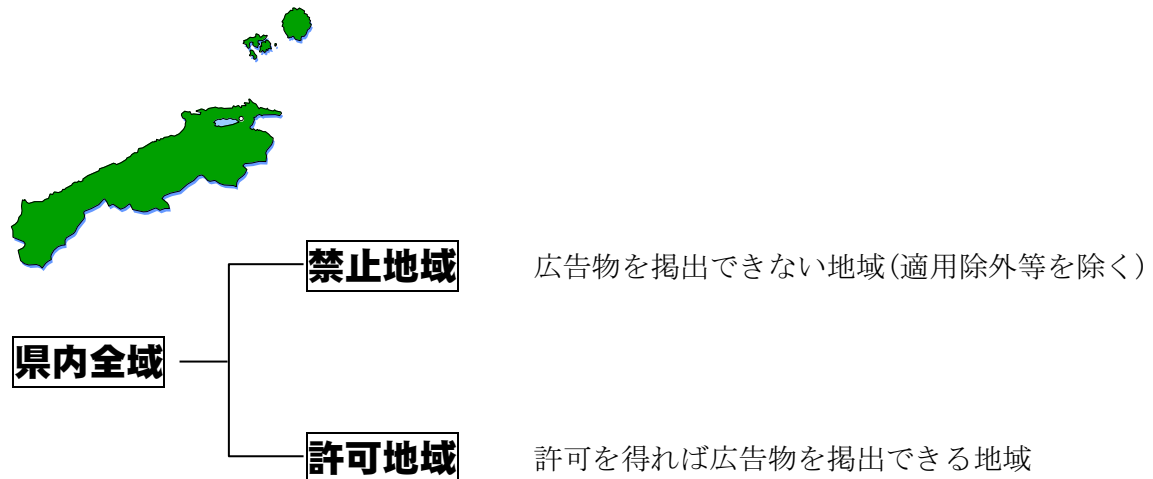 禁止地域 広告物を掲出できない地域(適用除外等を除く)
県内全域
許可地域 許可を得れば広告物を掲出できる地域